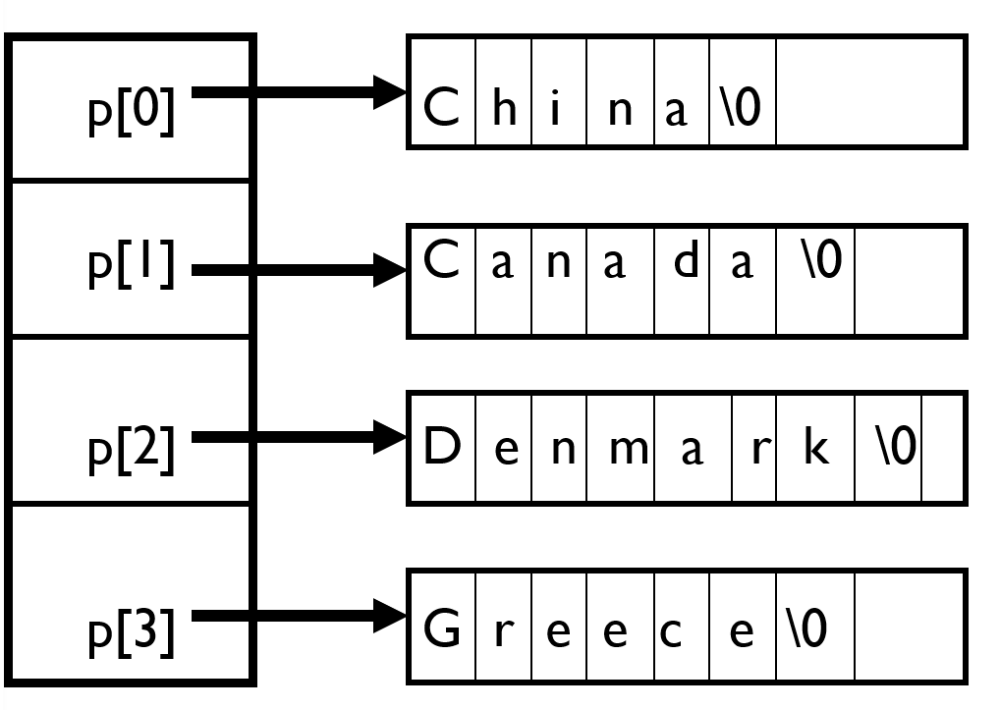 p[0] C h i n a \0
p[1] C a n a d a \0
p[2] D e n m a r k \0
p[3] G r e e c e \0